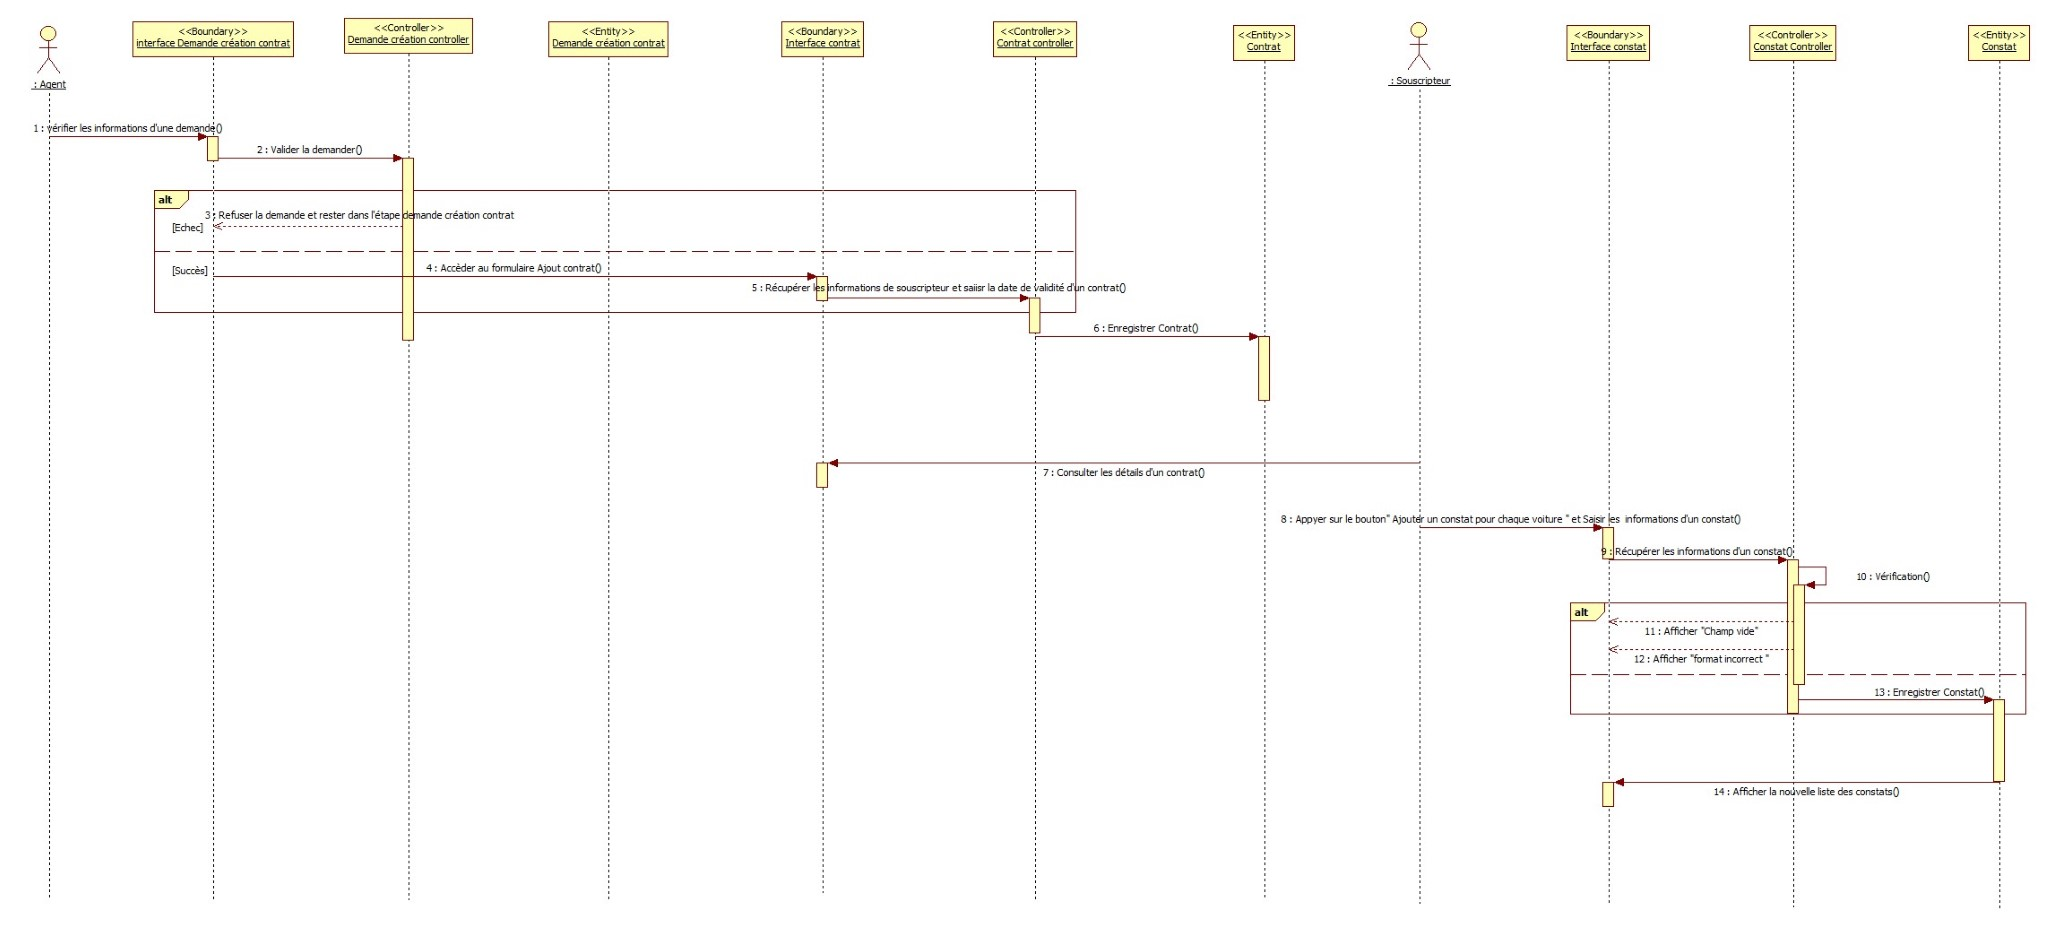 <<Boundary>>
interface Demande création contrat
<<Controller>>
Demande création controller
<<Entity>>
Demande création contrat
<<Boundary>>
Interface contrat
<<Controller>>
Contrat controller
<<Entity>>
Contrat
<<Boundary>>
Interface constat
<<Controller>>
Constat Controller
<<Entity>>
Constat
: Agent
: Souscripteur
1 : vérifier les informations d'une demande()
2 : Valider la demander()
alt
3 : Refuser la demande et rester dans l'étape demande création contrat
[Echec]
[Succès]
4 : Accèder au formulaire Ajout contrat()
5 : Récupérer les informations de souscripteur et saiisr la date de validité d'un contrat()
6 : Enregistrer Contrat()
7 : Consulter les détails d'un contrat()
8 : Appyer sur le bouton" Ajouter un constat pour chaque voiture " et Saisir les informations d'un constat()
9 : Récupérer les informations d'un constat()
10 : Vérification()
alt
11 : Afficher "Champ vide"
12 : Afficher "format incorrect "
13 : Enregistrer Constat()
14 : Afficher la nouvelle liste des constats()